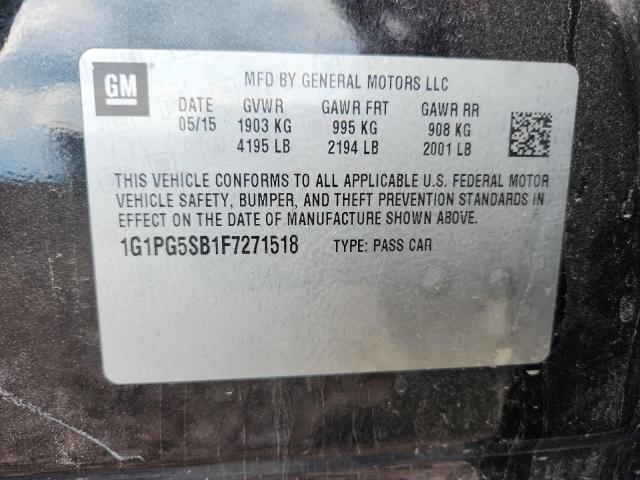 GM
MFD BY GENERAL MOTORS LLC
DATE GVWR GAWR FRT GAWR RR
05/15 1903 KG 995 KG 908 KG
4195 LB 2194 LB 2001 LB
THIS VEHICLE CONFORMS TO ALL APPLICABLE U.S. FEDERAL MOTOR
VEHICLE SAFETY, BUMPER, AND THEFT PREVENTION STANDARDS IN
EFFECT ON THE DATE OF MANUFACTURE SHOWN ABOVE.
1G1PG5SB1F7271518 TYPE: PASS CAR